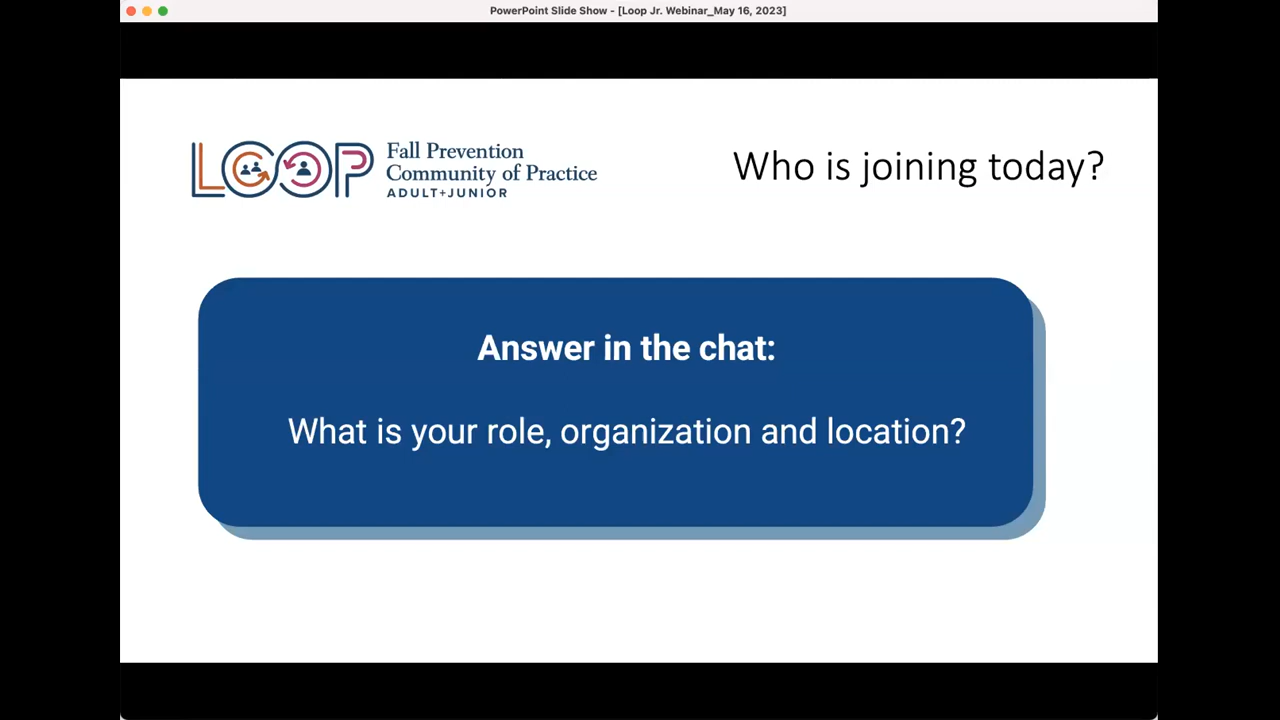 PowerPoint Slide Show - [Loop Jr. Webinar_May 16, 2023]
LOOP
Fall Prevention
Community of Practice
ADULT+JUNIOR
Who is joining today?
Answer in the chat:
What is your role, organization and location?